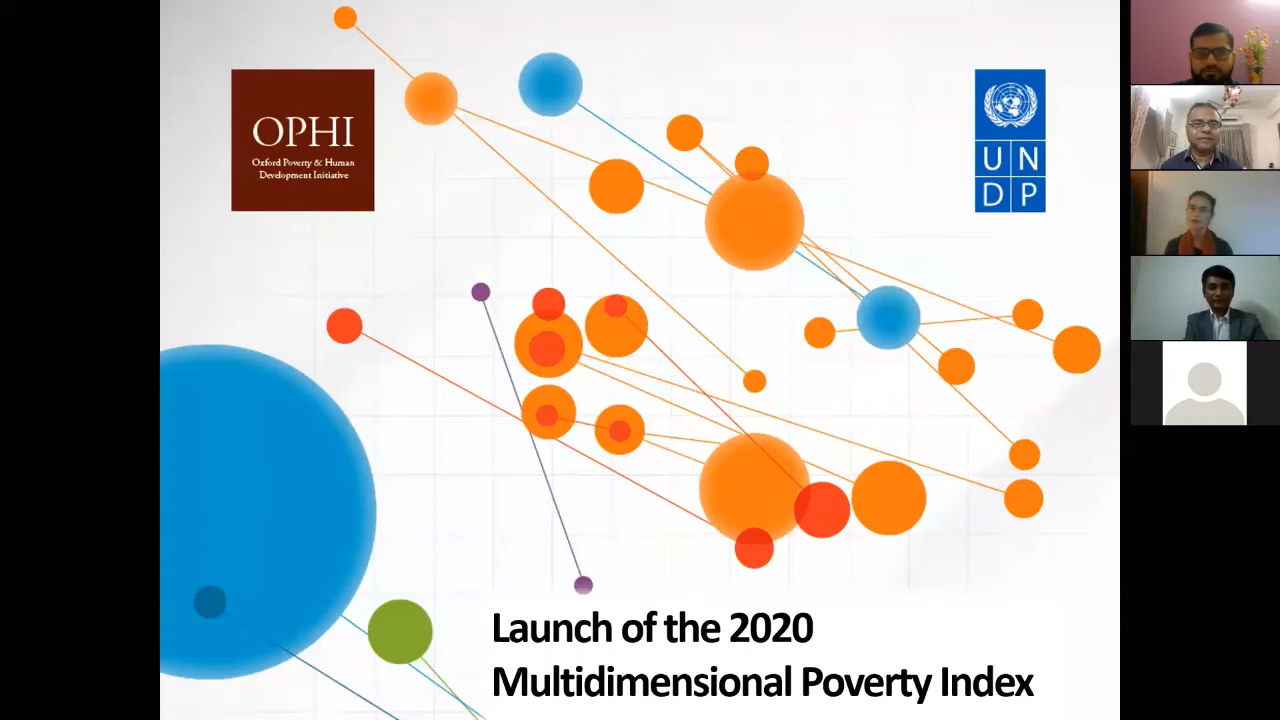 OPHI
Oxford Poverty & Human
Development Initiative
U N
D P
Launch of the 2020
Multidimensional Poverty Index